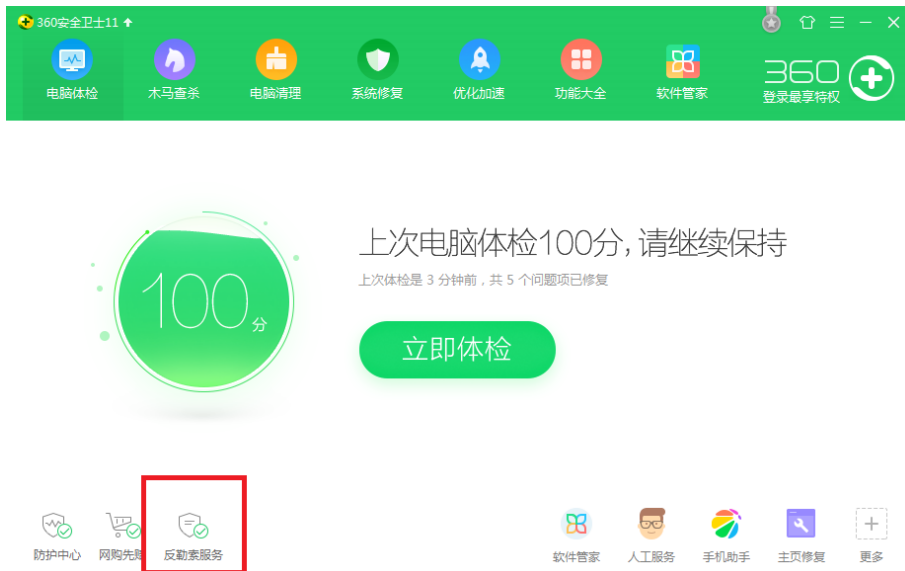 360安全卫士11
电脑体检
木马查杀
电脑清理
系统修复
优化加速
功能大全
软件管家
360
登录最享特权
100分
上次电脑体检100分,请继续保持
上次体检是 3 分钟前，共 5 个问题项已修复
立即体检
防护中心
网购先赔
反勒索服务
软件管家
人工服务
手机助手
主页修复
更多